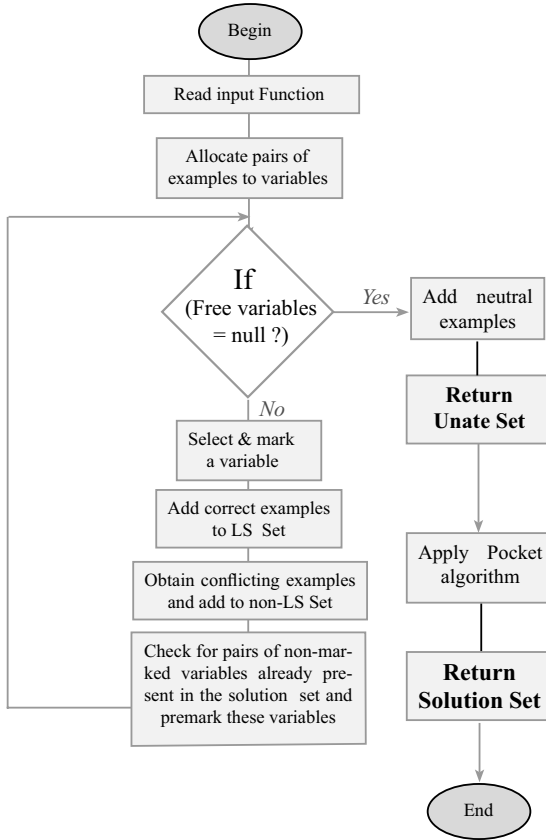 Begin
Read input Function
Allocate pairs of
examples to variables
If
(Free variables
= null ?)
Yes
Add neutral
examples
Return
Unate Set
No
Select & mark
a variable
Add correct examples
to LS Set
Obtain conflicting examples
and add to non-LS Set
Check for pairs of non-mar-
ked variables already pre-
sent in the solution set and
premark these variables
Apply Pocket
algorithm
Return
Solution Set
End